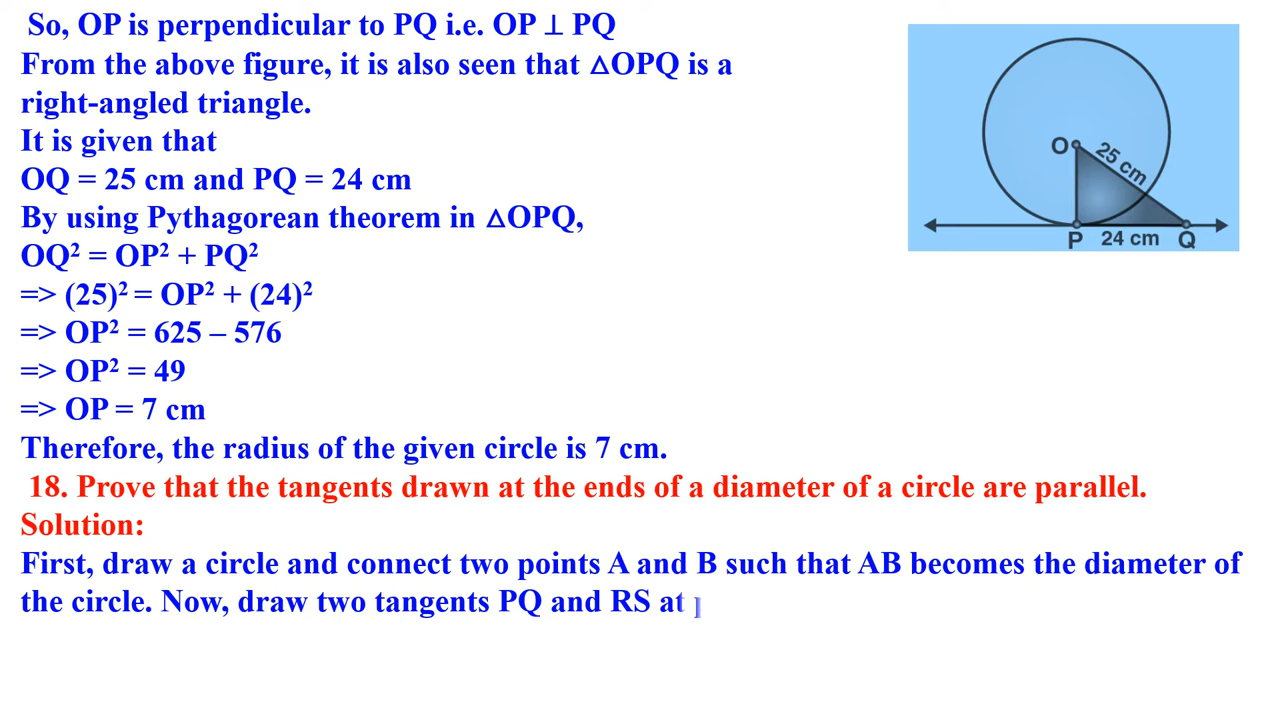 So, OP is perpendicular to PQ i.e. OP ⊥ PQ
From the above figure, it is also seen that △OPQ is a
right-angled triangle.
It is given that
OQ = 25 cm and PQ = 24 cm
By using Pythagorean theorem in △OPQ,
OQ² = OP² + PQ²
=> (25)² = OP² + (24)²
=> OP² = 625 – 576
=> OP² = 49
=> OP = 7 cm
Therefore, the radius of the given circle is 7 cm.
18. Prove that the tangents drawn at the ends of a diameter of a circle are parallel.
Solution:
First, draw a circle and connect two points A and B such that AB becomes the diameter of
the circle. Now, draw two tangents PQ and RS at
O
25 cm
P 24 cm Q